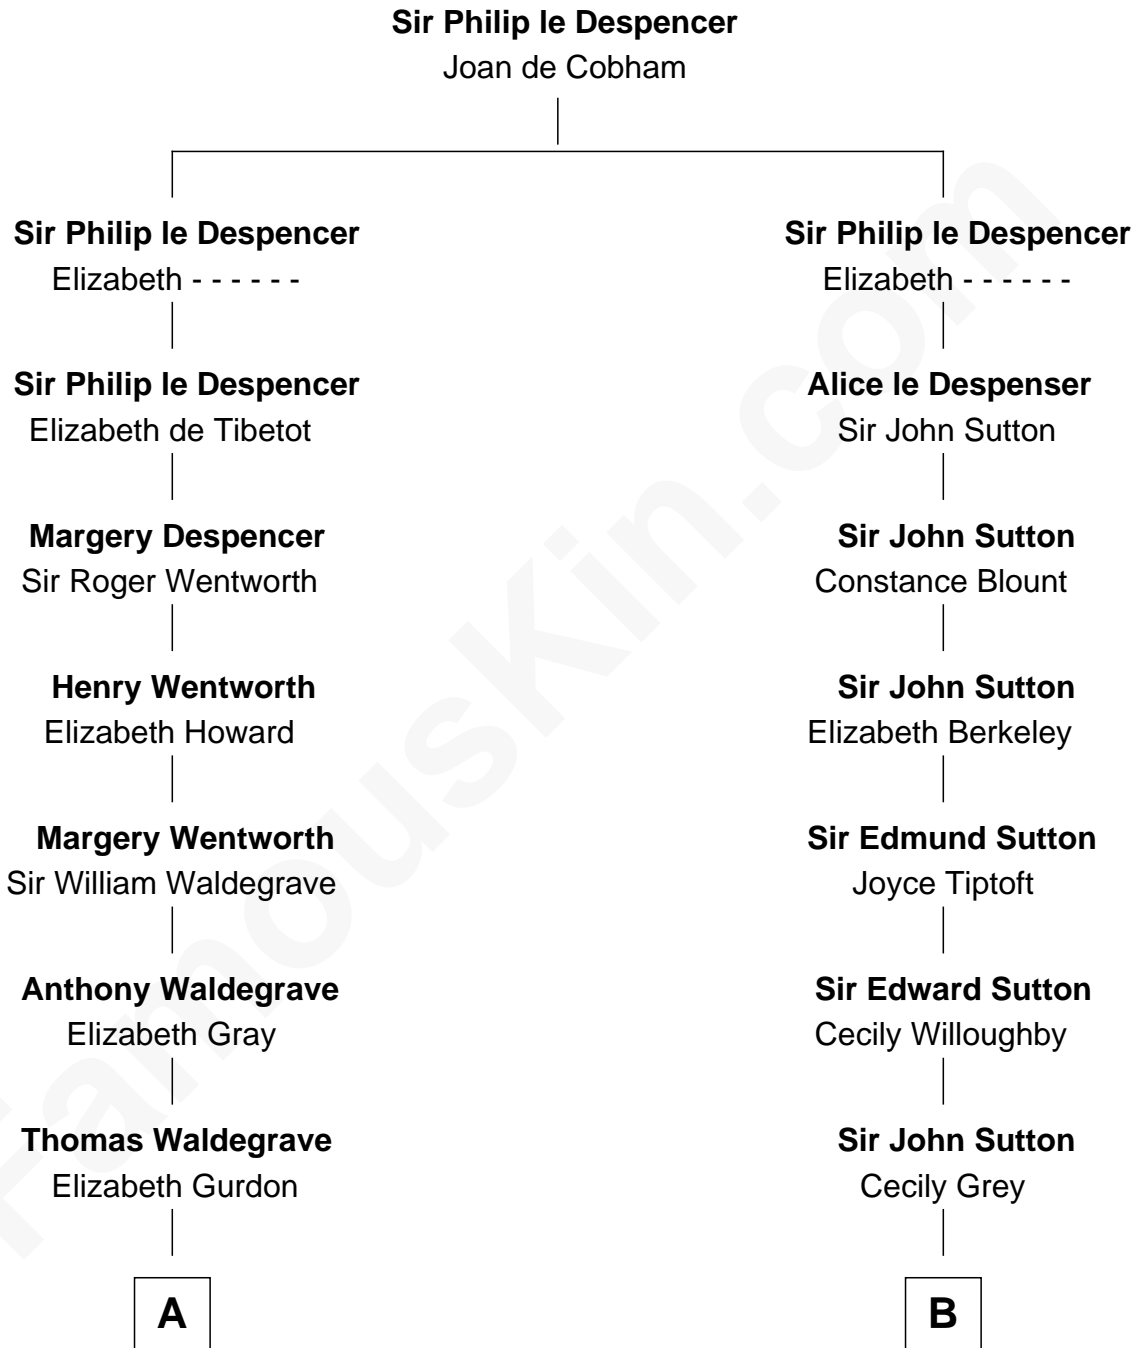 Sir Philip le Despencer
Joan de Cobham
Sir Philip le Despencer
Elizabeth - - - - - -
Sir Philip le Despencer
Elizabeth de Tibetot
Margery Despencer
Sir Roger Wentworth
Henry Wentworth
Elizabeth Howard
Margery Wentworth
Sir William Waldegrave
Anthony Waldegrave
Elizabeth Gray
Thomas Waldegrave
Elizabeth Gurdon
A
Sir Philip le Despencer
Elizabeth - - - - - -
Alice le Despenser
Sir John Sutton
Sir John Sutton
Constance Blount
Sir John Sutton
Elizabeth Berkeley
Sir Edmund Sutton
Joyce Tiptoft
Sir Edward Sutton
Cecily Willoughby
Sir John Sutton
Cecily Grey
B
FamousKin.com